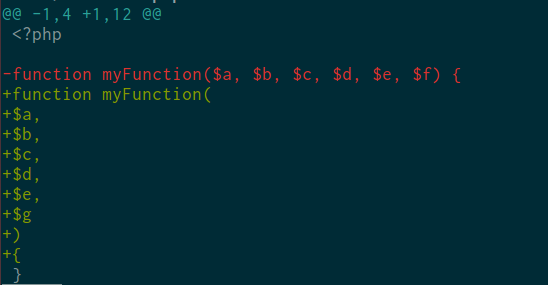 @@ -1,4 +1,12 @@
 <?php

-function myFunction($a, $b, $c, $d, $e, $f) {
+function myFunction(
+$a,
+$b,
+$c,
+$d,
+$e,
+$g
+)
+{
 }